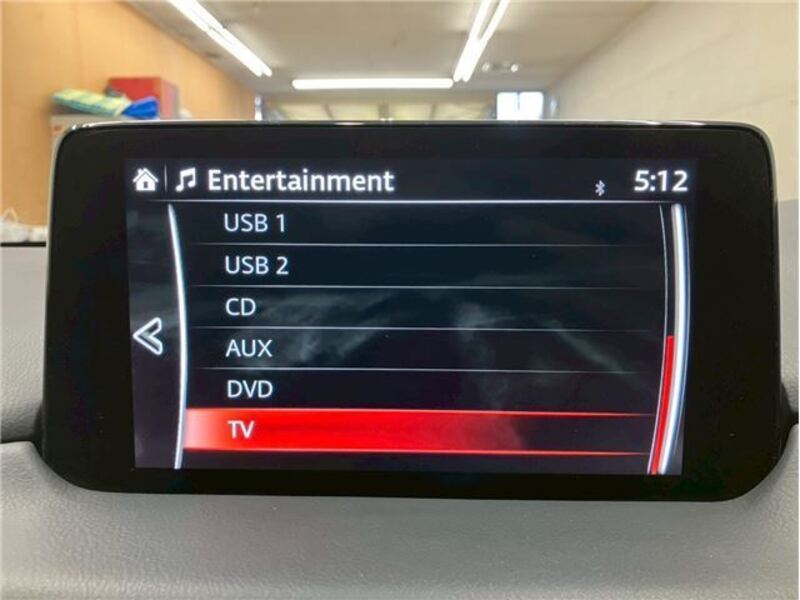 Entertainment 5:12
USB 1
USB 2
CD
AUX
DVD
TV